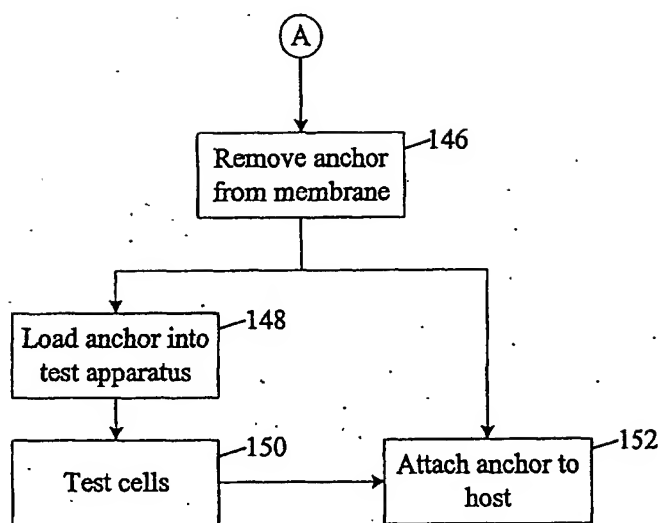 A
146
Remove anchor
from membrane
148
Load anchor into
test apparatus
150
Test cells
152
Attach anchor to
host